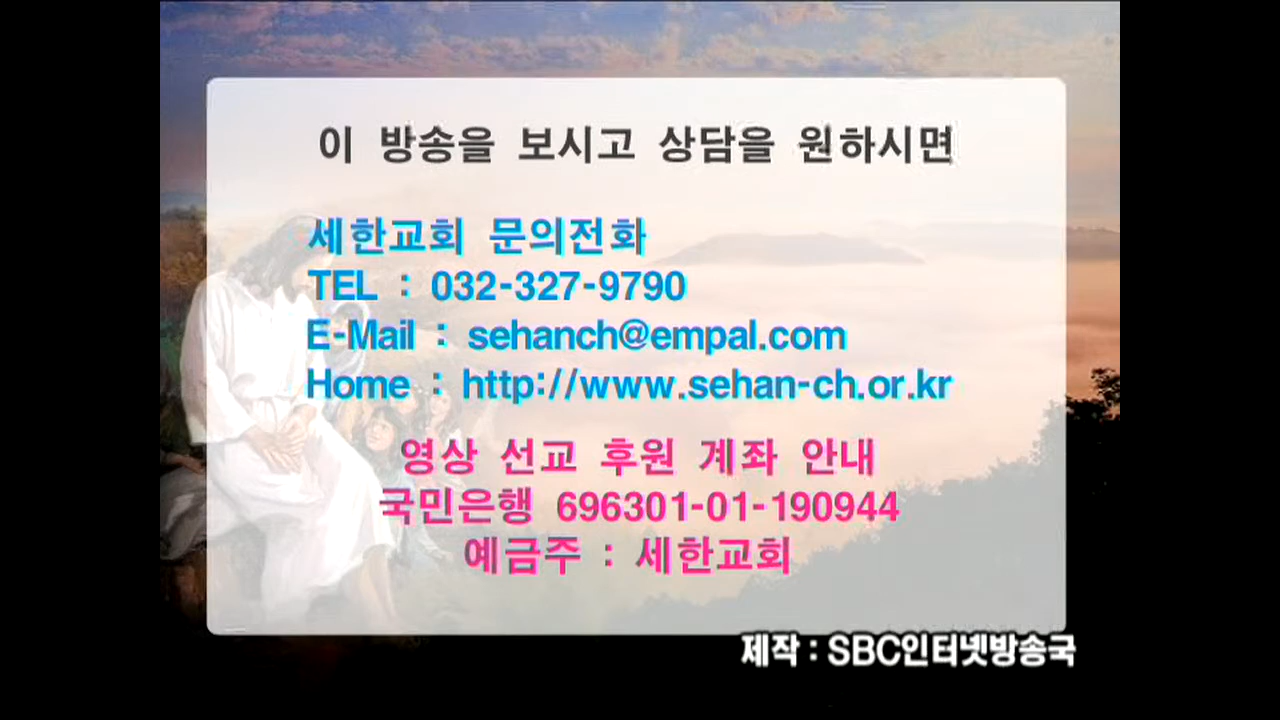 이 방송을 보시고 상담을 원하시면
세한교회 문의전화
TEL : 032-327-9790
E-Mail : sehanch@empal.com
Home : http://www.sehan-ch.or.kr
영상 선교 후원 계좌 안내
국민은행 696301-01-190944
예금주 : 세한교회
제작 : SBC인터넷방송국